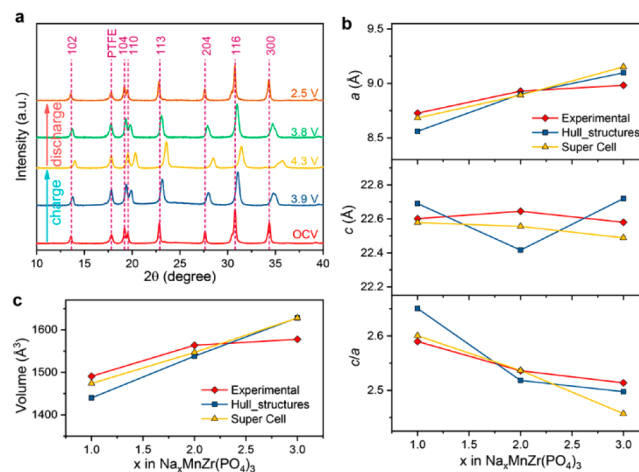 a
102
PTFE
104
110
113
204
116
300
Intensity (a.u.)
discharge
charge
2.5 V
3.8 V
4.3 V
3.9 V
OCV
10 15 20 25 30 35 40
2θ (degree)
b
a (Å)
9.0
8.5
Experimental
Hull_structures
Super Cell
c (Å)
22.8
22.6
22.4
22.2
c/a
2.6
2.5
1.0 1.5 2.0 2.5 3.0
x in NaₓMnZr(PO₄)₃
c
Volume (Å³)
1600
1500
1400
Experimental
Hull_structures
Super Cell
1.0 1.5 2.0 2.5 3.0
x in NaₓMnZr(PO₄)₃